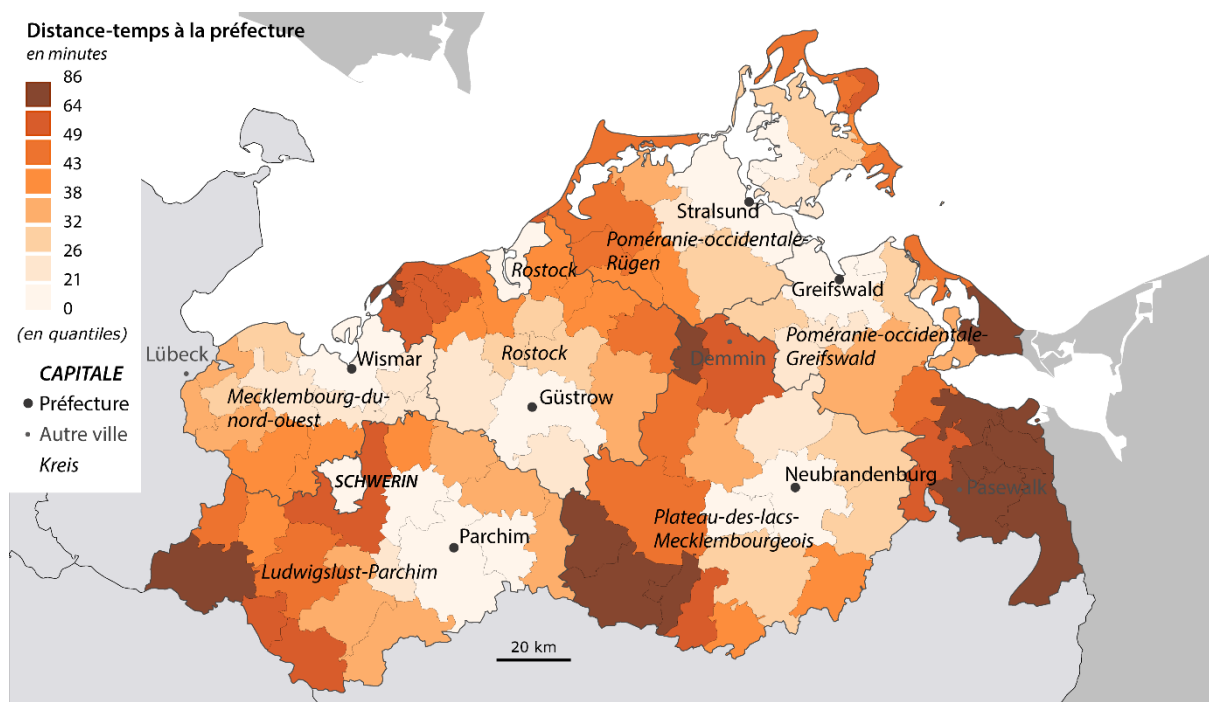 Distance-temps à la préfecture
en minutes
86
64
49
43
38
32
26
21
0
(en quantiles)
CAPITALE
Préfecture
Autre ville
Kreis
Lübeck
Wismar
Mecklembourg-du-
nord-ouest
SCHWERIN
Ludwigslust-Parchim
Parchim
Rostock
Rostock
Güstrow
Stralsund
Poméranie-occidentale-
Rügen
Greifswald
Poméranie-occidentale-
Greifswald
Demmin
Neubrandenburg
Pasewalk
Plateau-des-lacs-
Mecklembourgeois
20 km